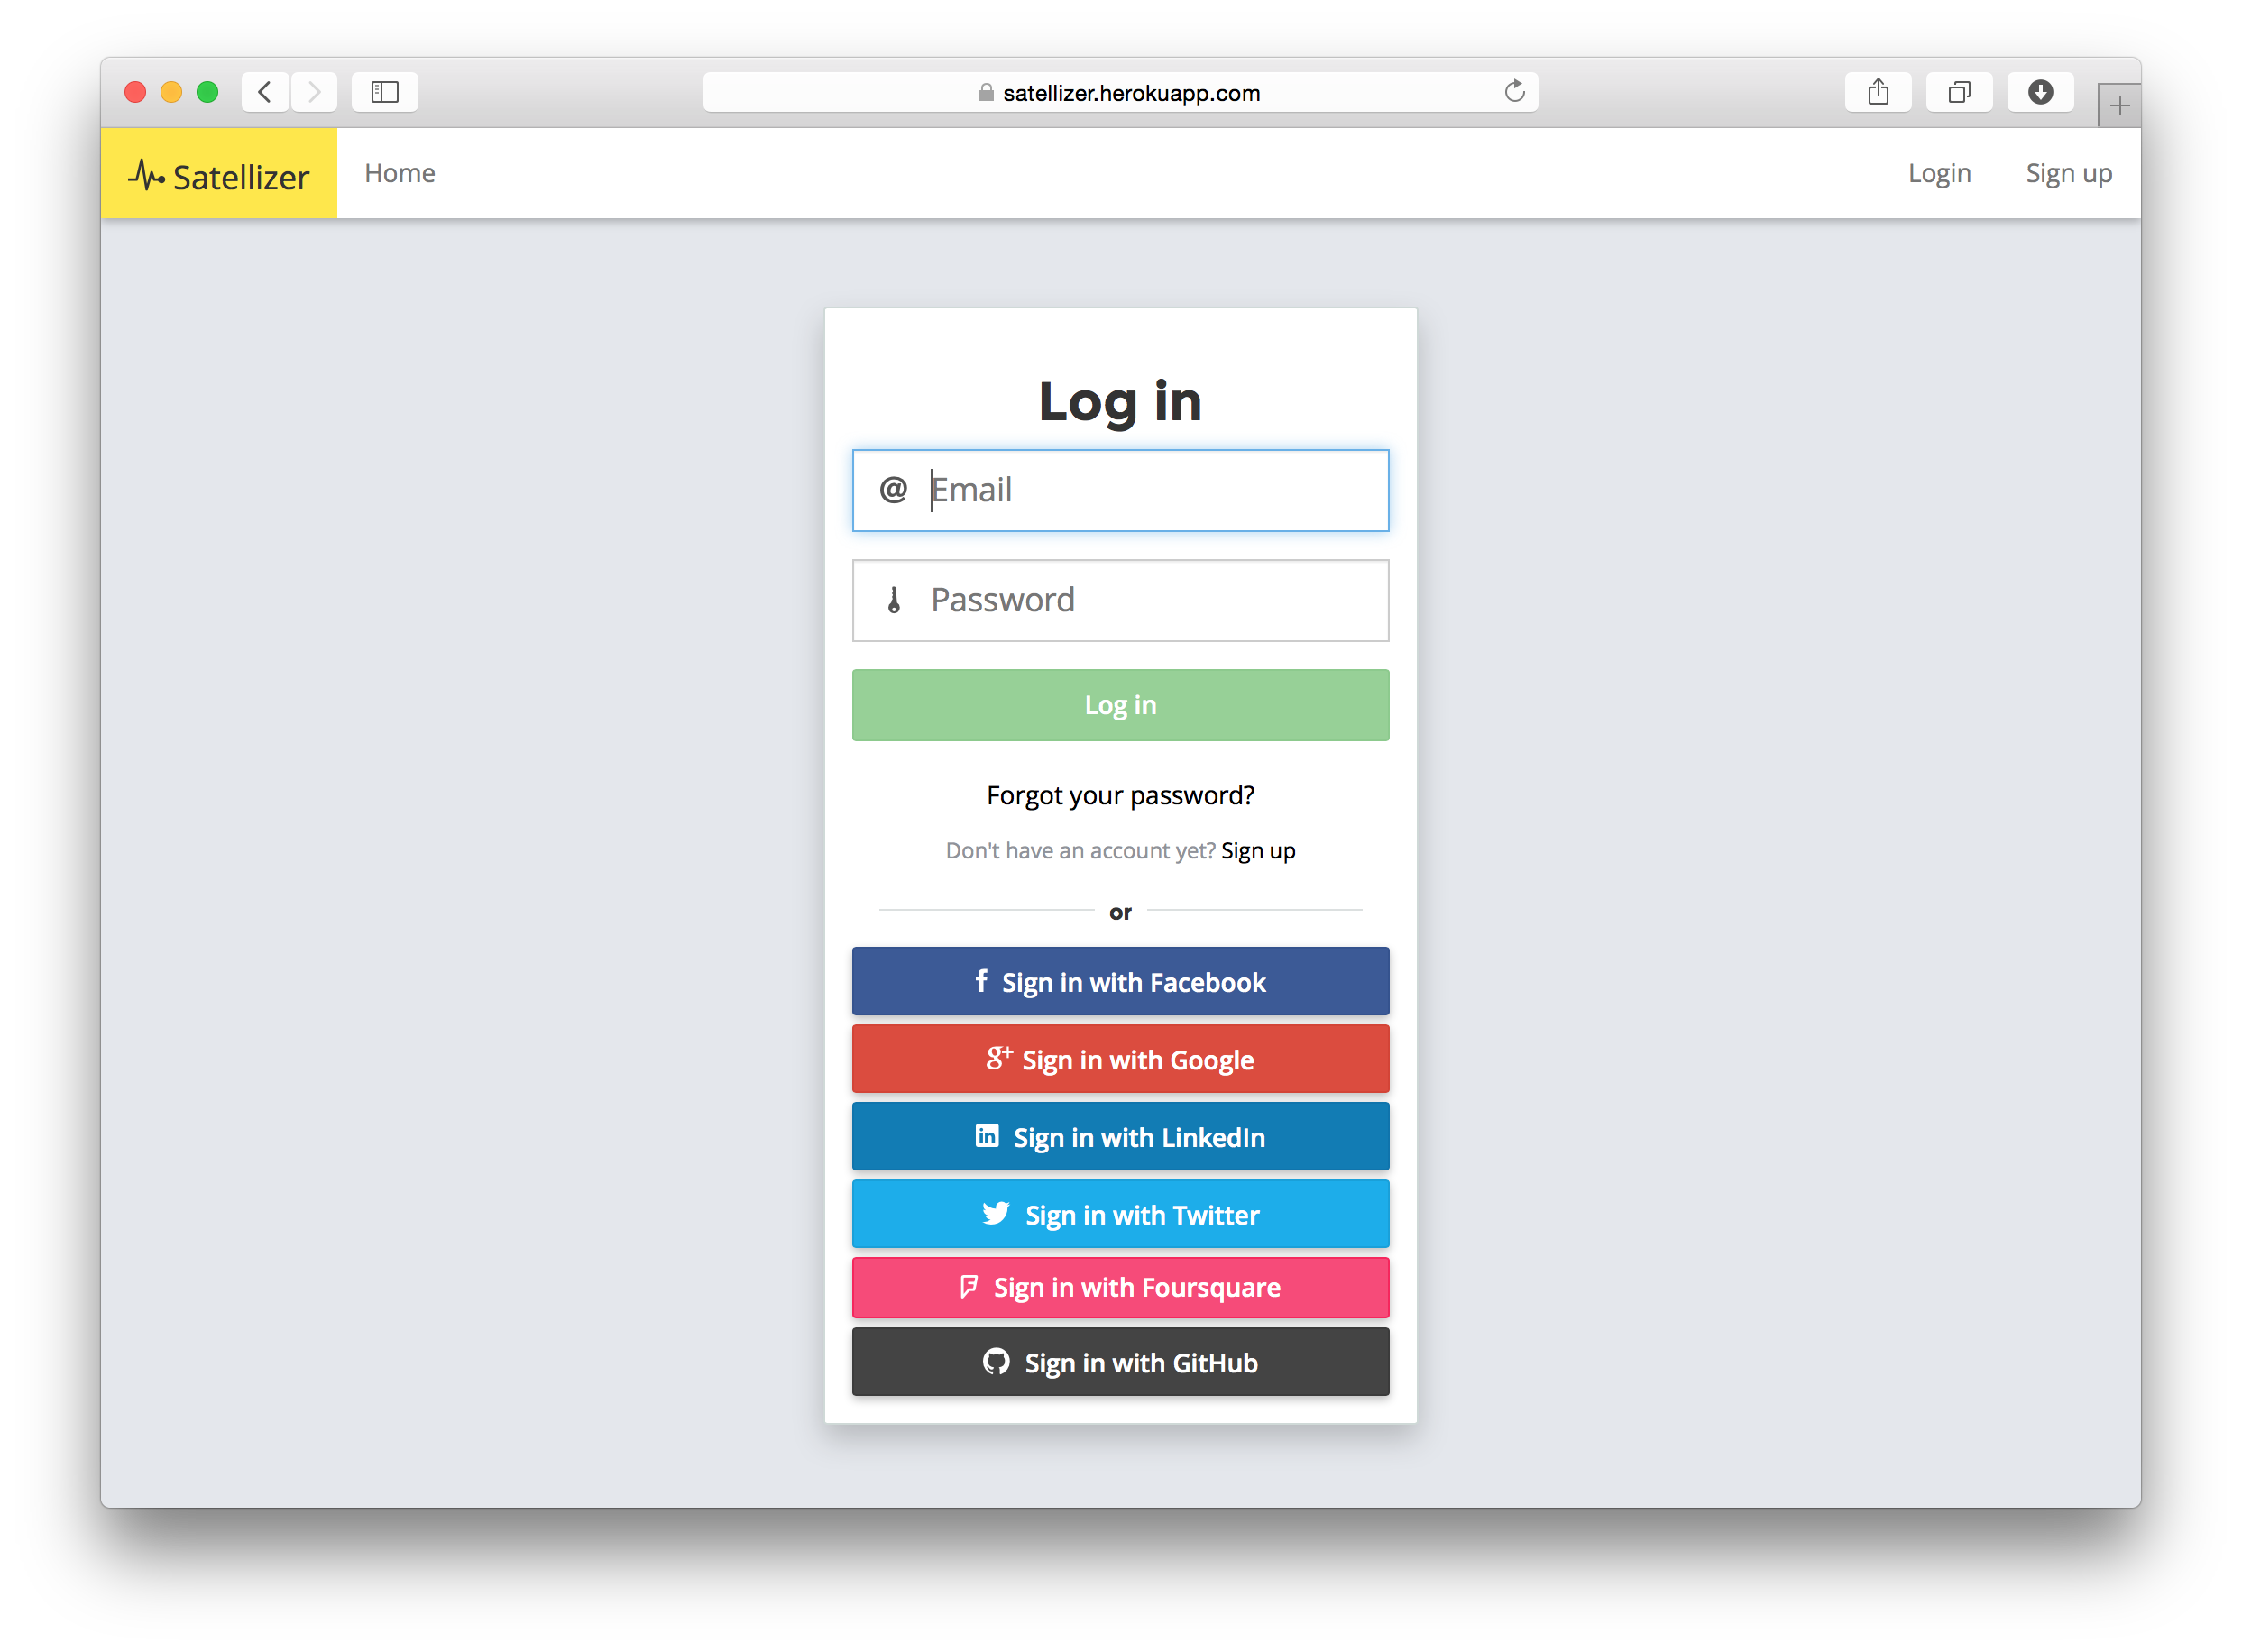 satellizer.herokuapp.com
Satellizer Home Login Sign up
Log in
@ Email
Password
Log in
Forgot your password?
Don't have an account yet? Sign up
or
f Sign in with Facebook
g+ Sign in with Google
in Sign in with LinkedIn
Sign in with Twitter
Sign in with Foursquare
Sign in with GitHub